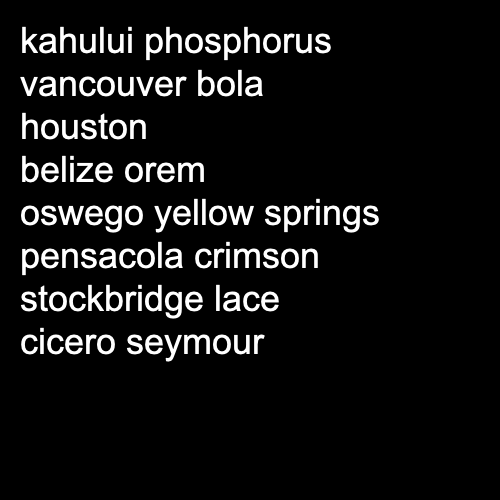 kahului phosphorus
vancouver bola
houston
belize orem
oswego yellow springs
pensacola crimson
stockbridge lace
cicero seymour